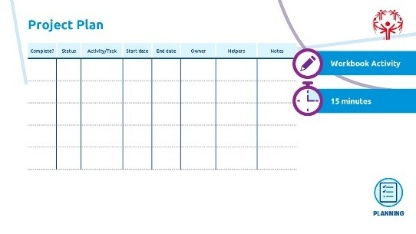 Project Plan
Complete? Status Activity/Task Start date End date Owner Helpers Notes
Workbook Activity
15 minutes
PLANNING